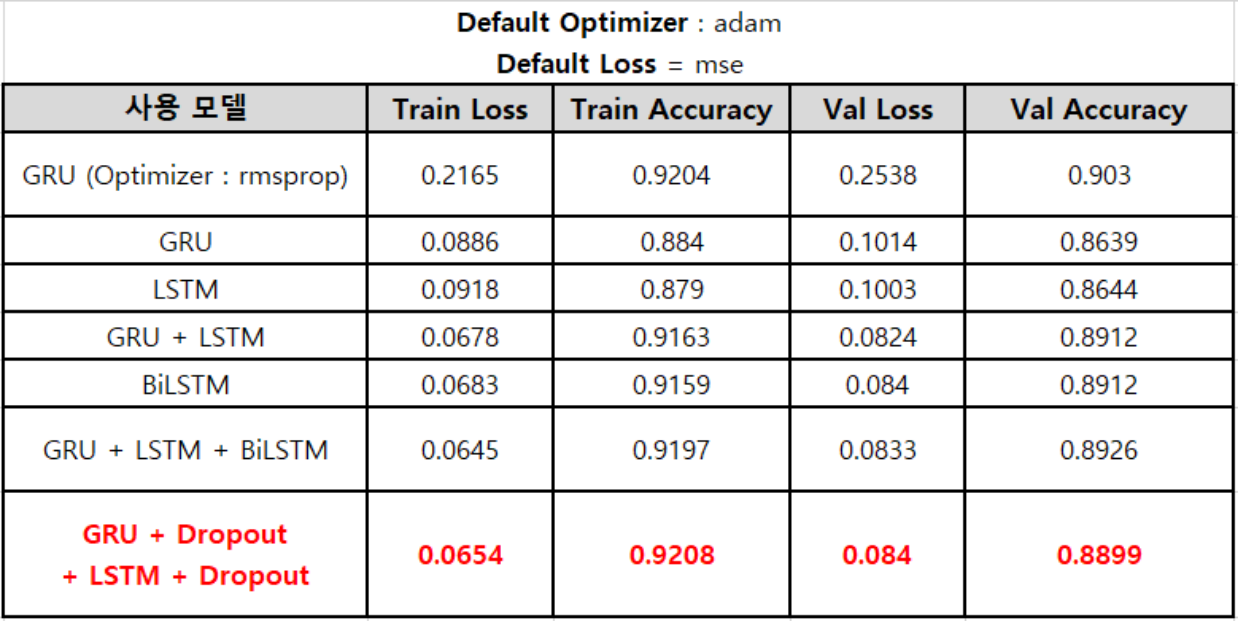 Default Optimizer : adam
Default Loss = mse
사용 모델 Train Loss Train Accuracy Val Loss Val Accuracy
GRU (Optimizer : rmsprop) 0.2165 0.9204 0.2538 0.903
GRU 0.0886 0.884 0.1014 0.8639
LSTM 0.0918 0.879 0.1003 0.8644
GRU + LSTM 0.0678 0.9163 0.0824 0.8912
BiLSTM 0.0683 0.9159 0.084 0.8912
GRU + LSTM + BiLSTM 0.0645 0.9197 0.0833 0.8926
GRU + Dropout
+ LSTM + Dropout 0.0654 0.9208 0.084 0.8899